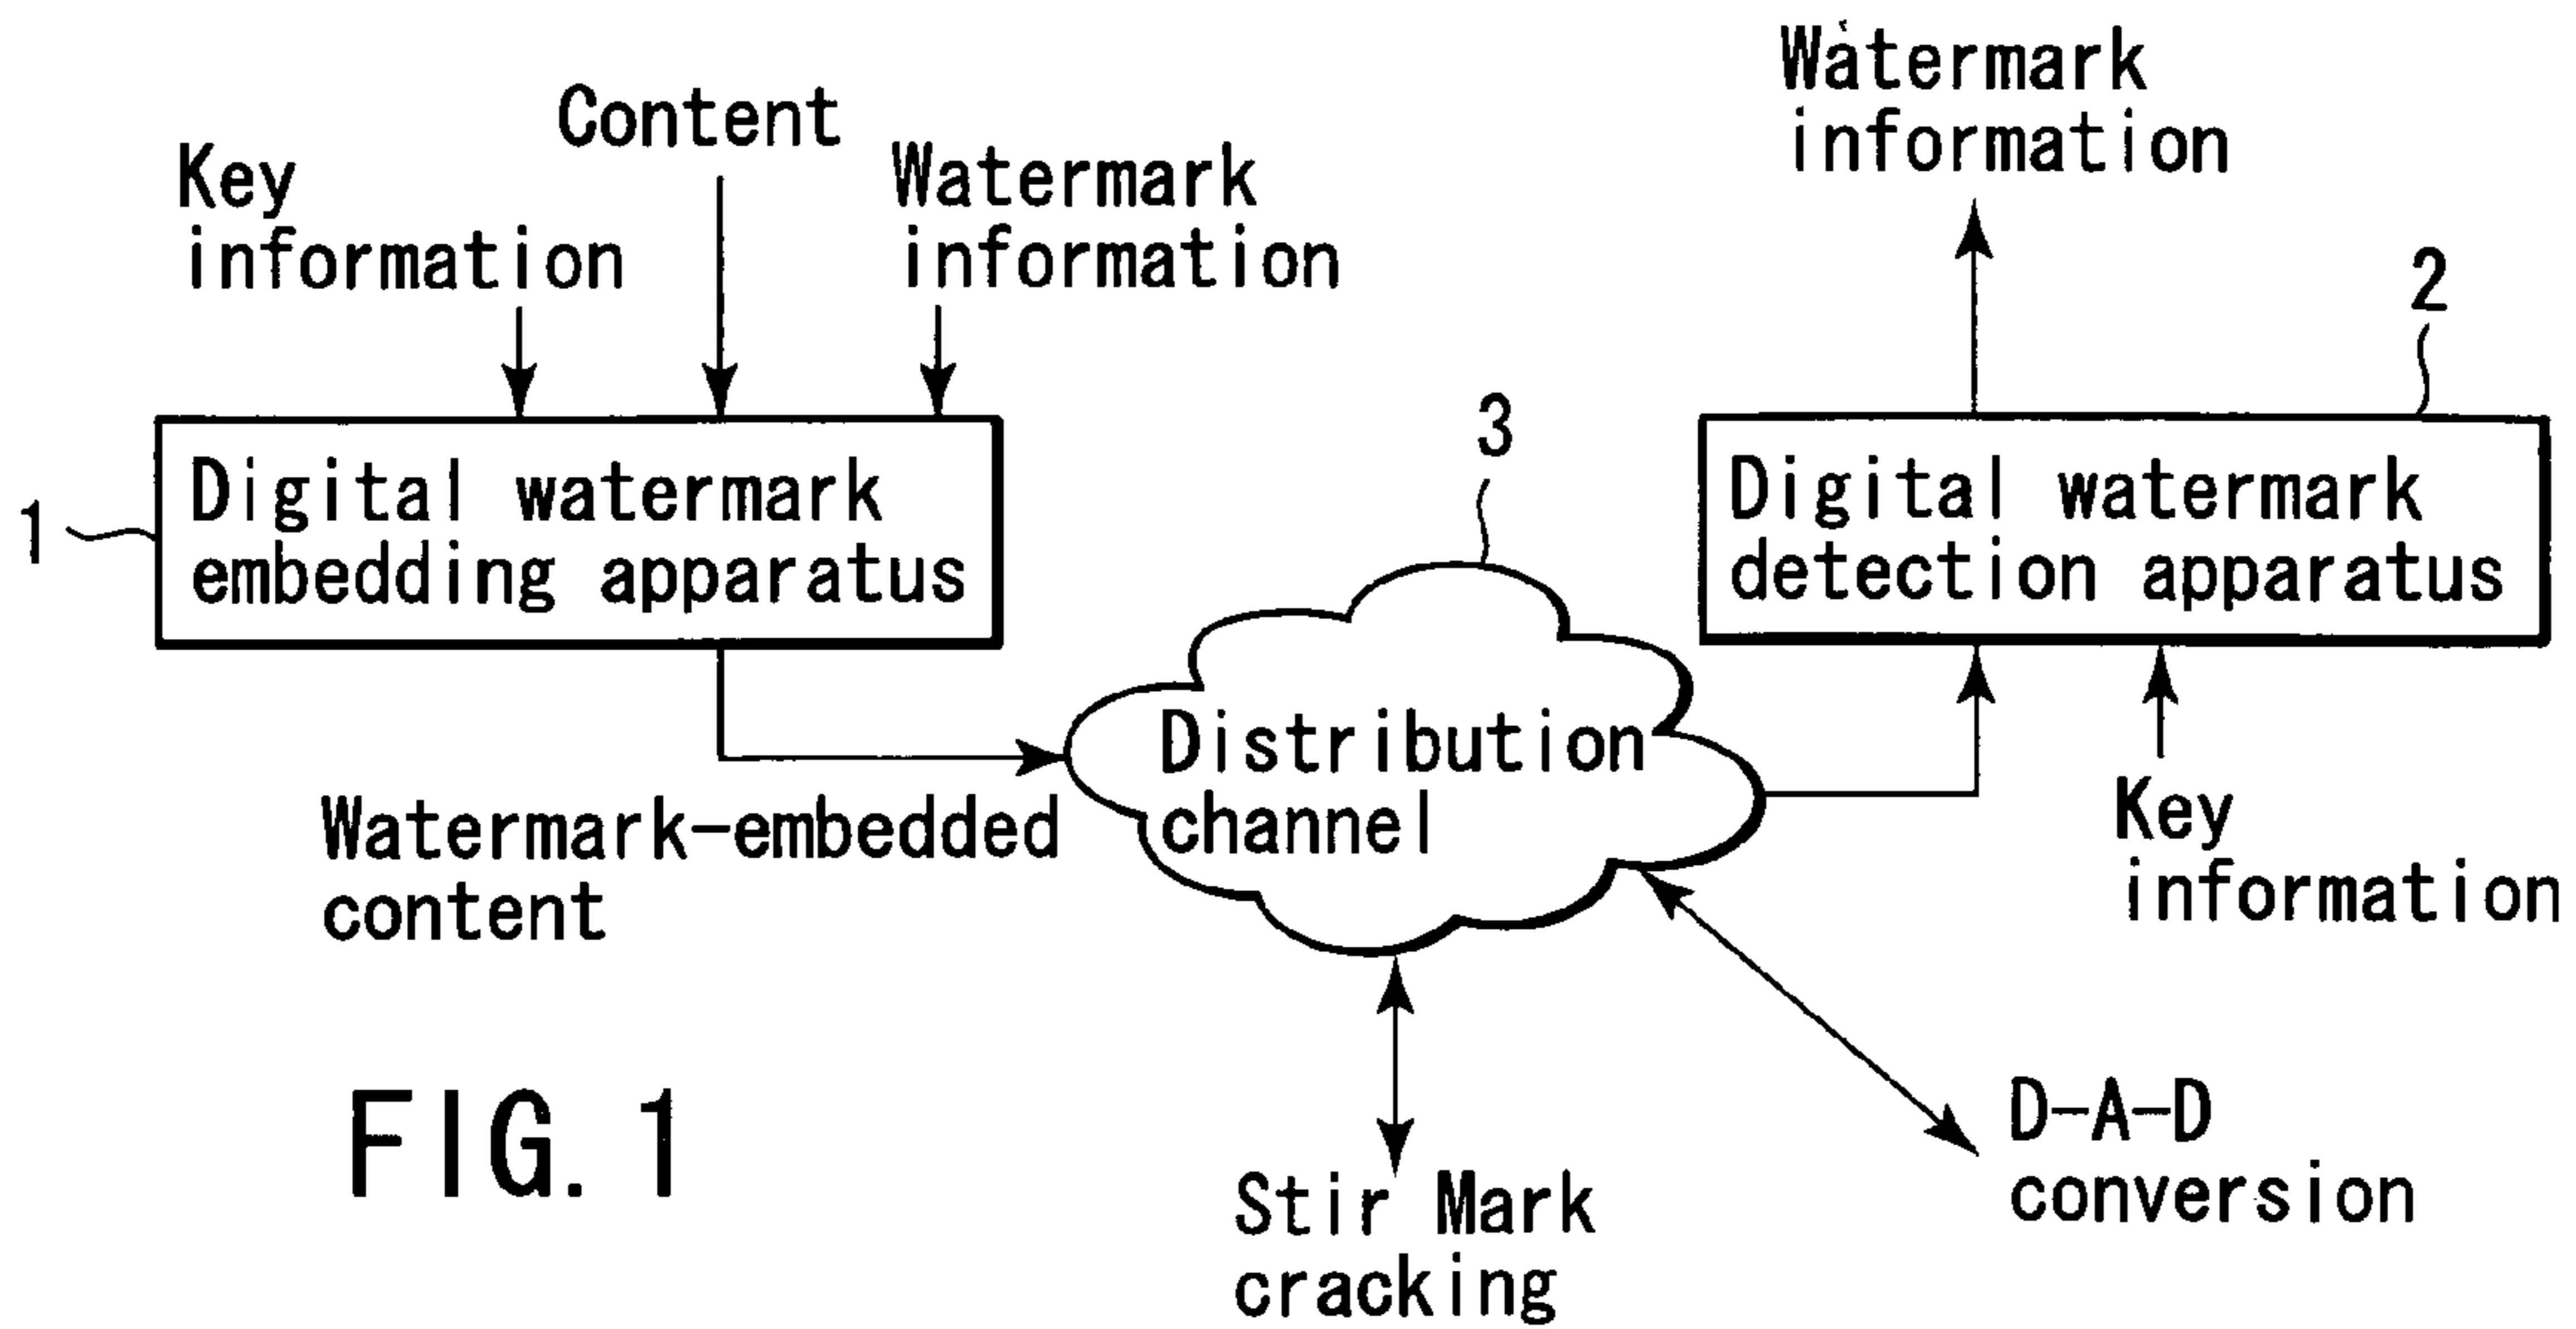 Content
Key
information
Watermark
information
Watermark
information
1
Digital watermark
embedding apparatus
2
Digital watermark
detection apparatus
3
Distribution
channel
Watermark-embedded
content
Key
information
Stir Mark
cracking
D-A-D
conversion
FIG. 1